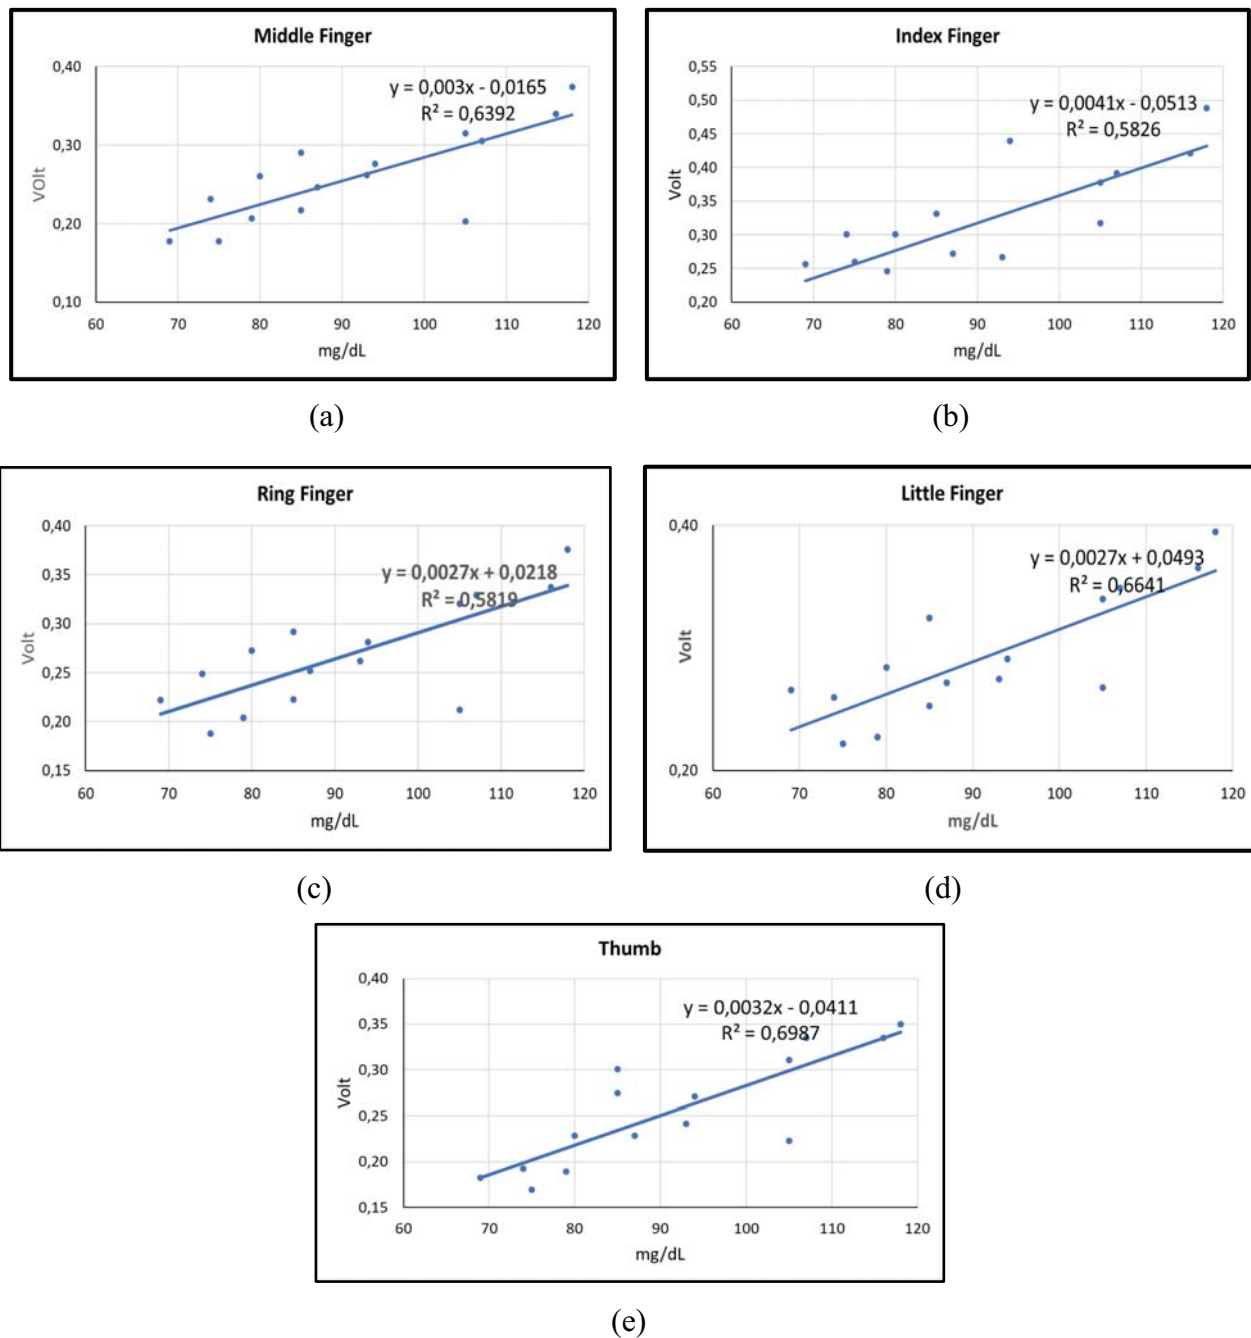 Middle Finger
0,40
0,30
0,20
0,10
VOlt
y = 0,003x - 0,0165
R² = 0,6392
60 70 80 90 100 110 120
mg/dL
(a)
Index Finger
0,55
0,50
0,45
0,40
0,35
0,30
0,25
0,20
Volt
y = 0,0041x - 0,0513
R² = 0,5826
60 70 80 90 100 110 120
mg/dL
(b)
Ring Finger
0,40
0,35
0,30
0,25
0,20
0,15
Volt
y = 0,0027x + 0,0218
R² = 0,5819
60 70 80 90 100 110 120
mg/dL
(c)
Little Finger
0,40
0,20
Volt
y = 0,0027x + 0,0493
R² = 0,6641
60 70 80 90 100 110 120
mg/dL
(d)
Thumb
0,40
0,35
0,30
0,25
0,20
0,15
Volt
y = 0,0032x - 0,0411
R² = 0,6987
60 70 80 90 100 110 120
mg/dL
(e)